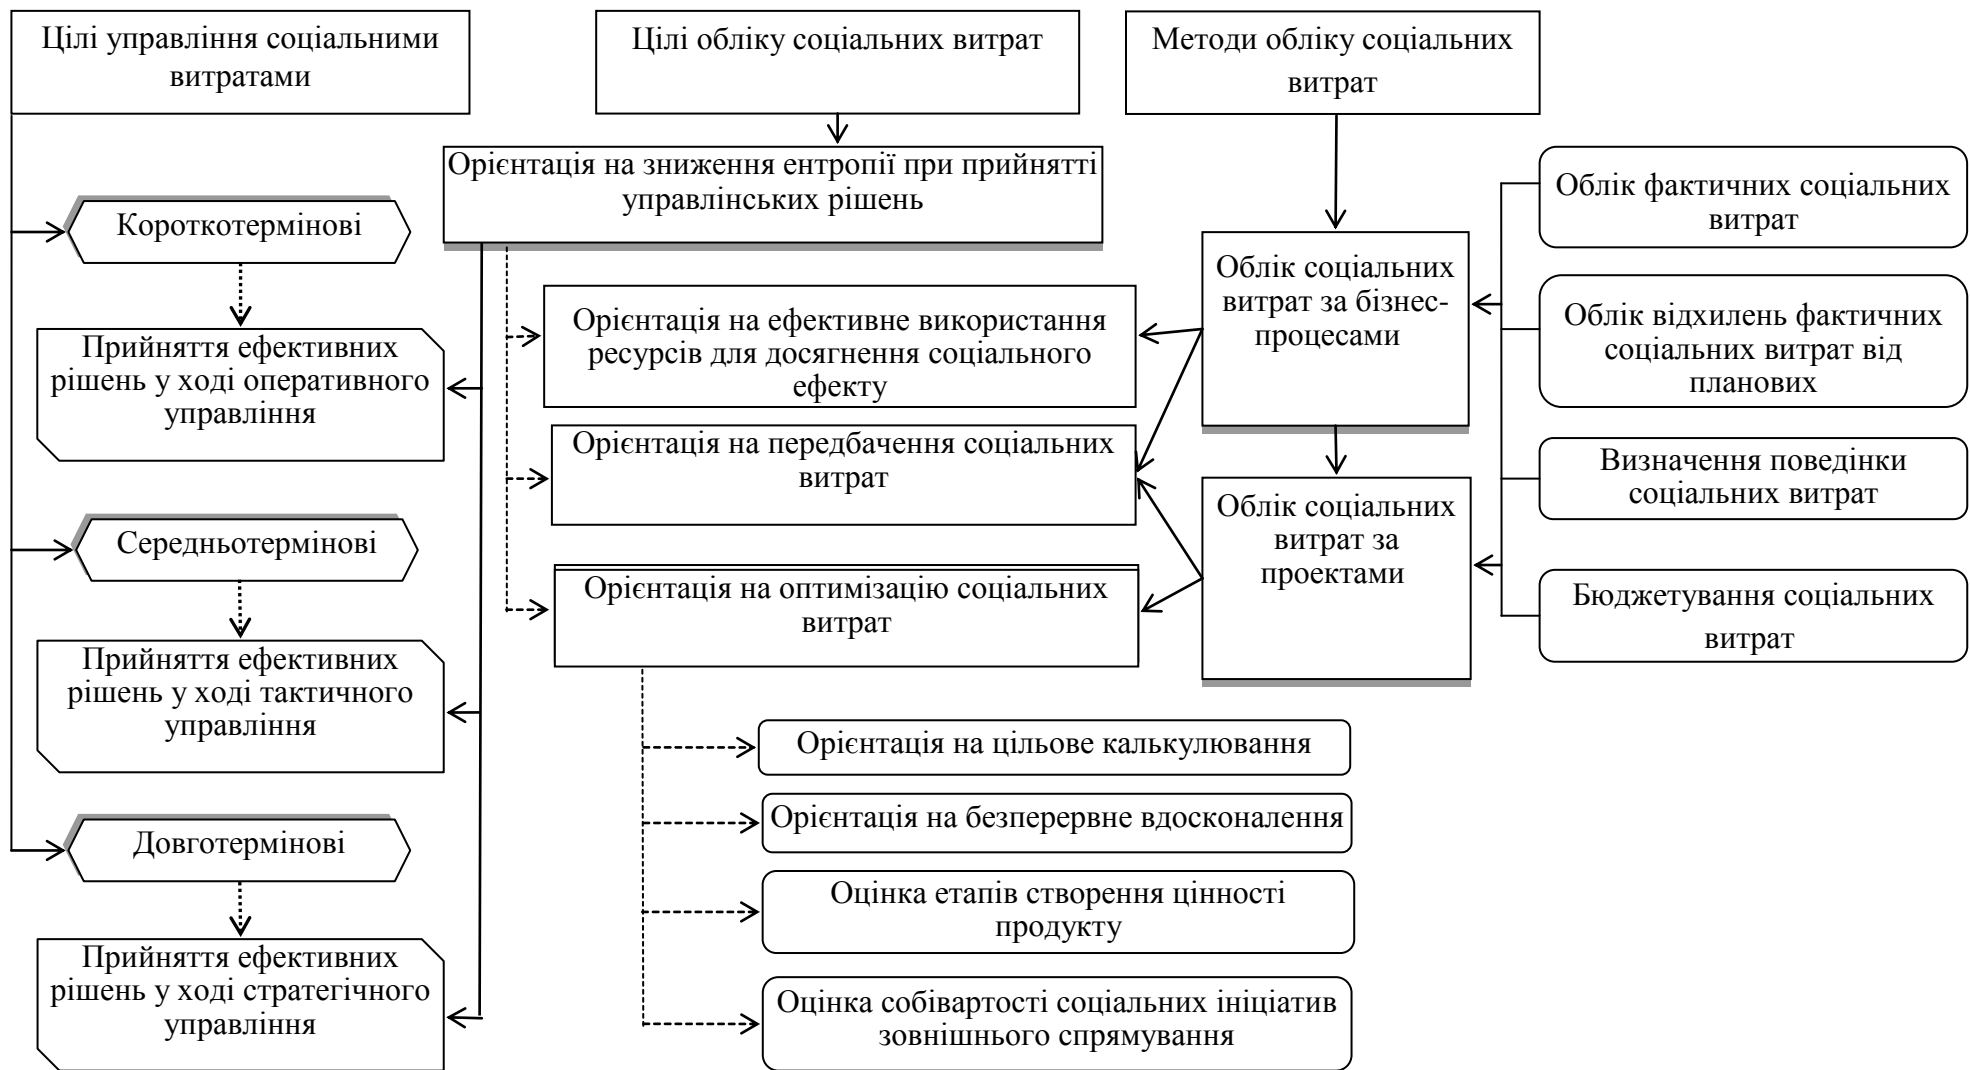 Цілі управління соціальними
витратами
Цілі обліку соціальних витрат
Методи обліку соціальних
витрат
Орієнтація на зниження ентропії при прийнятті
управлінських рішень
Короткотермінові
Прийняття ефективних
рішень у ході оперативного
управління
Середньотермінові
Прийняття ефективних
рішень у ході тактичного
управління
Довготермінові
Прийняття ефективних
рішень у ході стратегічного
управління
Орієнтація на ефективне використання
ресурсів для досягнення соціального
ефекту
Орієнтація на передбачення соціальних
витрат
Орієнтація на оптимізацію соціальних
витрат
Орієнтація на цільове калькулювання
Орієнтація на безперервне вдосконалення
Оцінка етапів створення цінності
продукту
Оцінка собівартості соціальних ініціатив
зовнішнього спрямування
Облік соціальних
витрат за бізнес-
процесами
Облік соціальних
витрат за
проектами
Облік фактичних соціальних
витрат
Облік відхилень фактичних
соціальних витрат від
планових
Визначення поведінки
соціальних витрат
Бюджетування соціальних
витрат